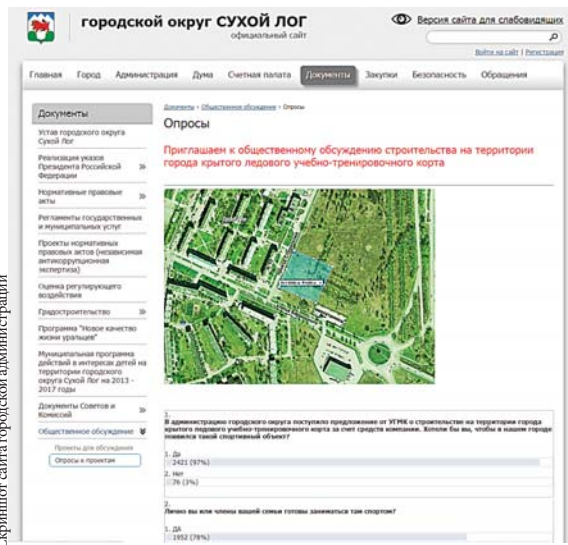 городской округ СУХОЙ ЛОГ
официальный сайт
Версия сайта для слабовидящих
Войти на сайт | Регистрация
Главная Город Администрация Дума Счетная палата Документы Закупки Безопасность Обращения
Документы
Устав городского округа
Сухой Лог
Реализация указов
Президента Российской
Федерации
Нормативные правовые
акты
Регламенты государственных
и муниципальных услуг
Проекты нормативных
правовых актов (независимая
антикоррупционная
экспертиза)
Оценка регулирующего
воздействия
Градостроительство
Программа "Новое качество
жизни уральцев"
Муниципальная программа
действий в интересах детей на
территории городского
округа Сухой Лог на 2013 -
2017 годы
Документы Советов и
Комиссий
Общественное обсуждение
Проекты для обсуждения
Опросы к проектам
Документы › Общественное обсуждение › Опросы
Опросы
Приглашаем к общественному обсуждению строительства на территории
города крытого ледового учебно-тренировочного корта
1.
В администрацию городского округа поступило предложение от УГМК о строительстве на территории города
крытого ледового учебно-тренировочного корта за счет средств компании. Хотели бы вы, чтобы в нашем городе
появился такой спортивный объект?
1. Да
2421 (97%)
2. Нет
76 (3%)
2.
Лично вы или члены вашей семьи готовы заниматься там спортом?
1. ДА
1952 (78%)
Скриншот сайта городской администрации